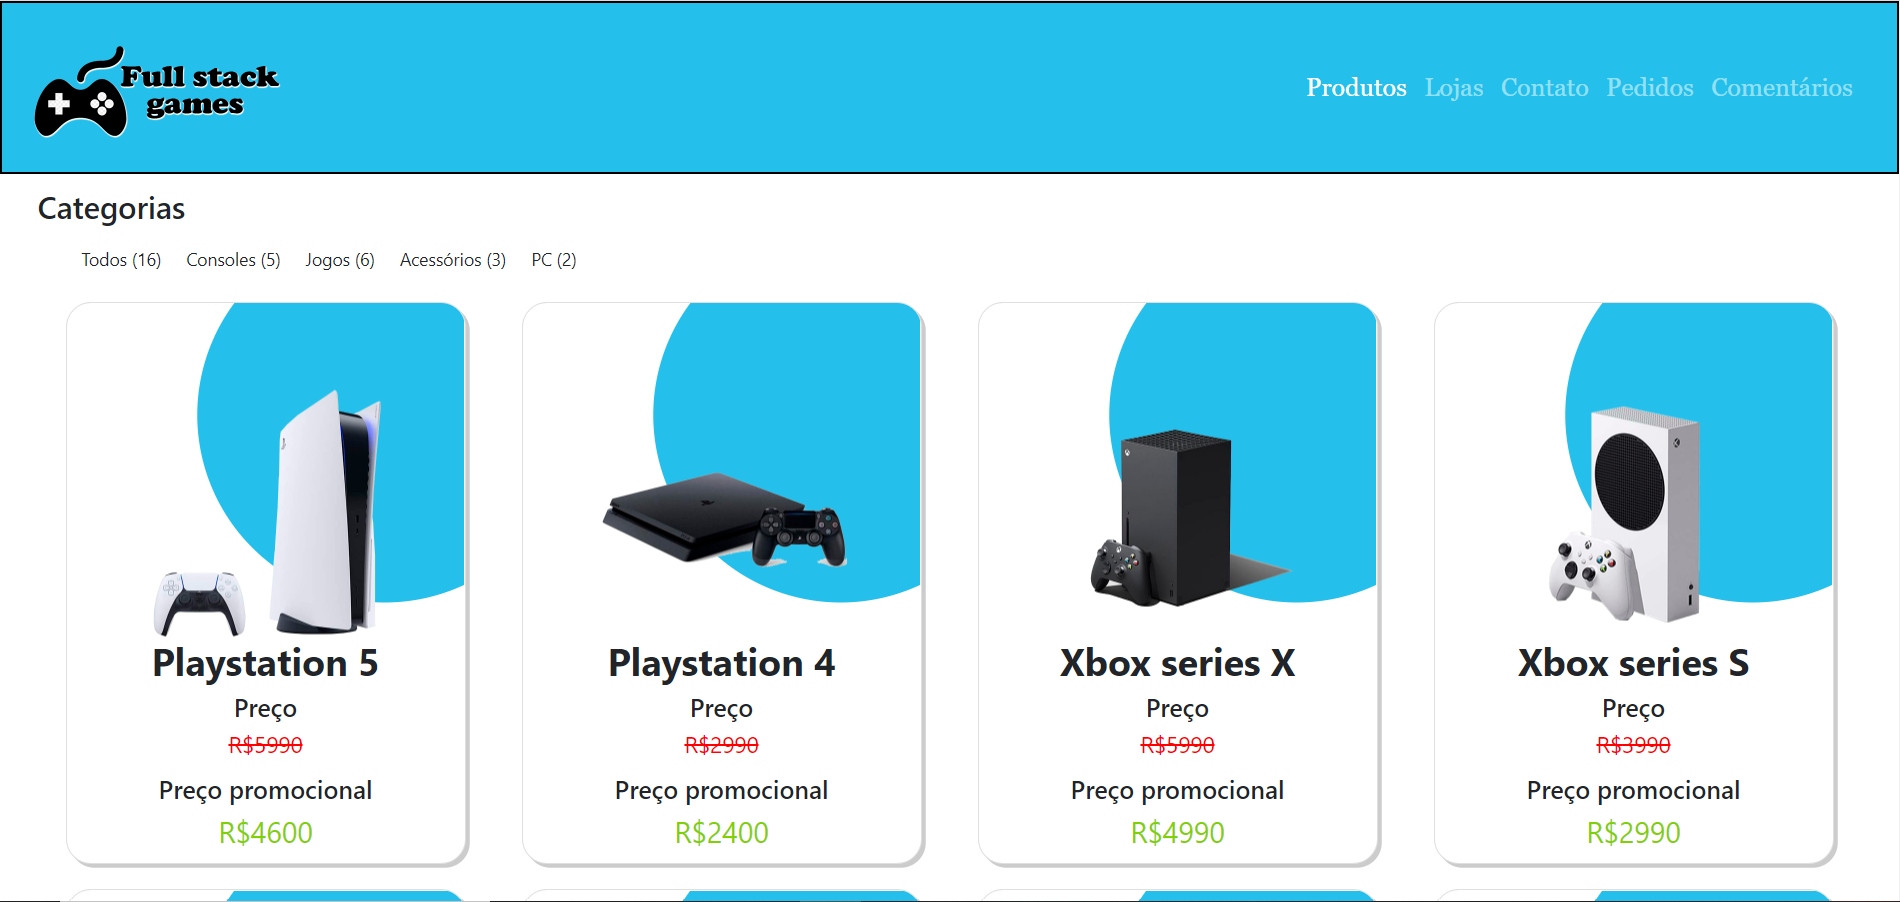 Full stack
games
Produtos Lojas Contato Pedidos Comentários
Categorias
Todos (16) Consoles (5) Jogos (6) Acessórios (3) PC (2)
Playstation 5
Preço
R$5990
Preço promocional
R$4600
Playstation 4
Preço
R$2990
Preço promocional
R$2400
Xbox series X
Preço
R$5990
Preço promocional
R$4990
Xbox series S
Preço
R$3990
Preço promocional
R$2990